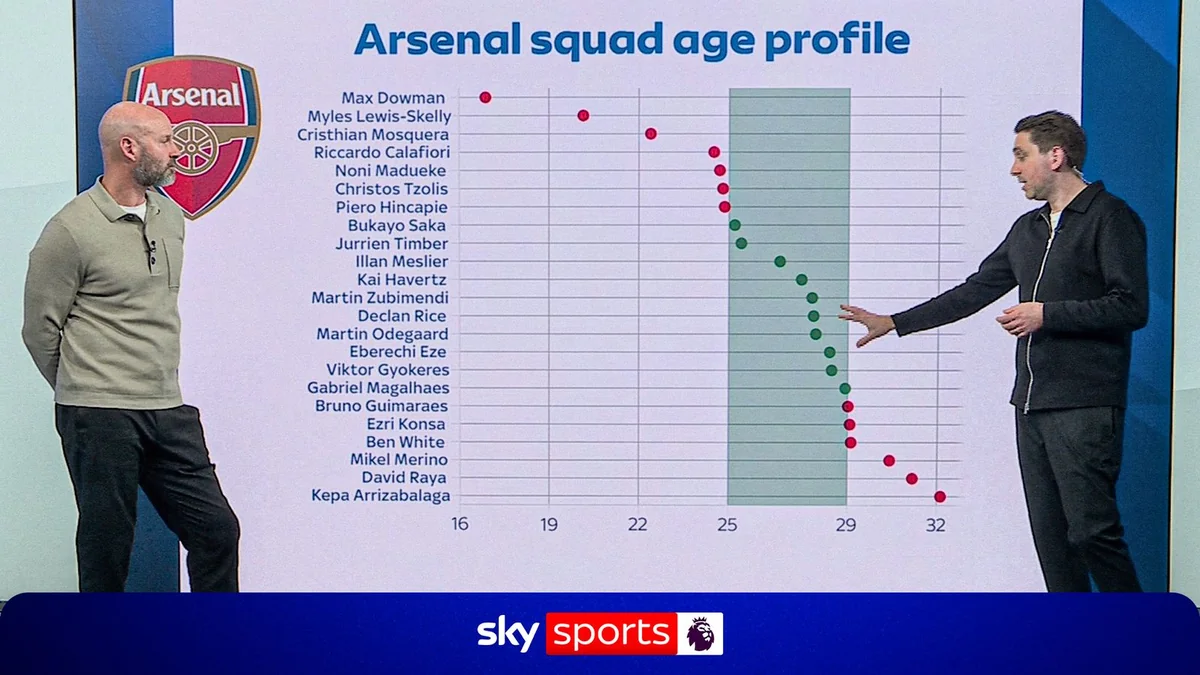 Arsenal squad age profile
Arsenal
Max Dowman
Myles Lewis-Skelly
Cristhian Mosquera
Riccardo Calafiori
Noni Madueke
Christos Tzolis
Piero Hincapie
Bukayo Saka
Jurrien Timber
Illan Meslier
Kai Havertz
Martin Zubimendi
Declan Rice
Martin Odegaard
Eberechi Eze
Viktor Gyokeres
Gabriel Magalhaes
Bruno Guimaraes
Ezri Konsa
Ben White
Mikel Merino
David Raya
Kepa Arrizabalaga
16 19 22 25 29 32
sky sports